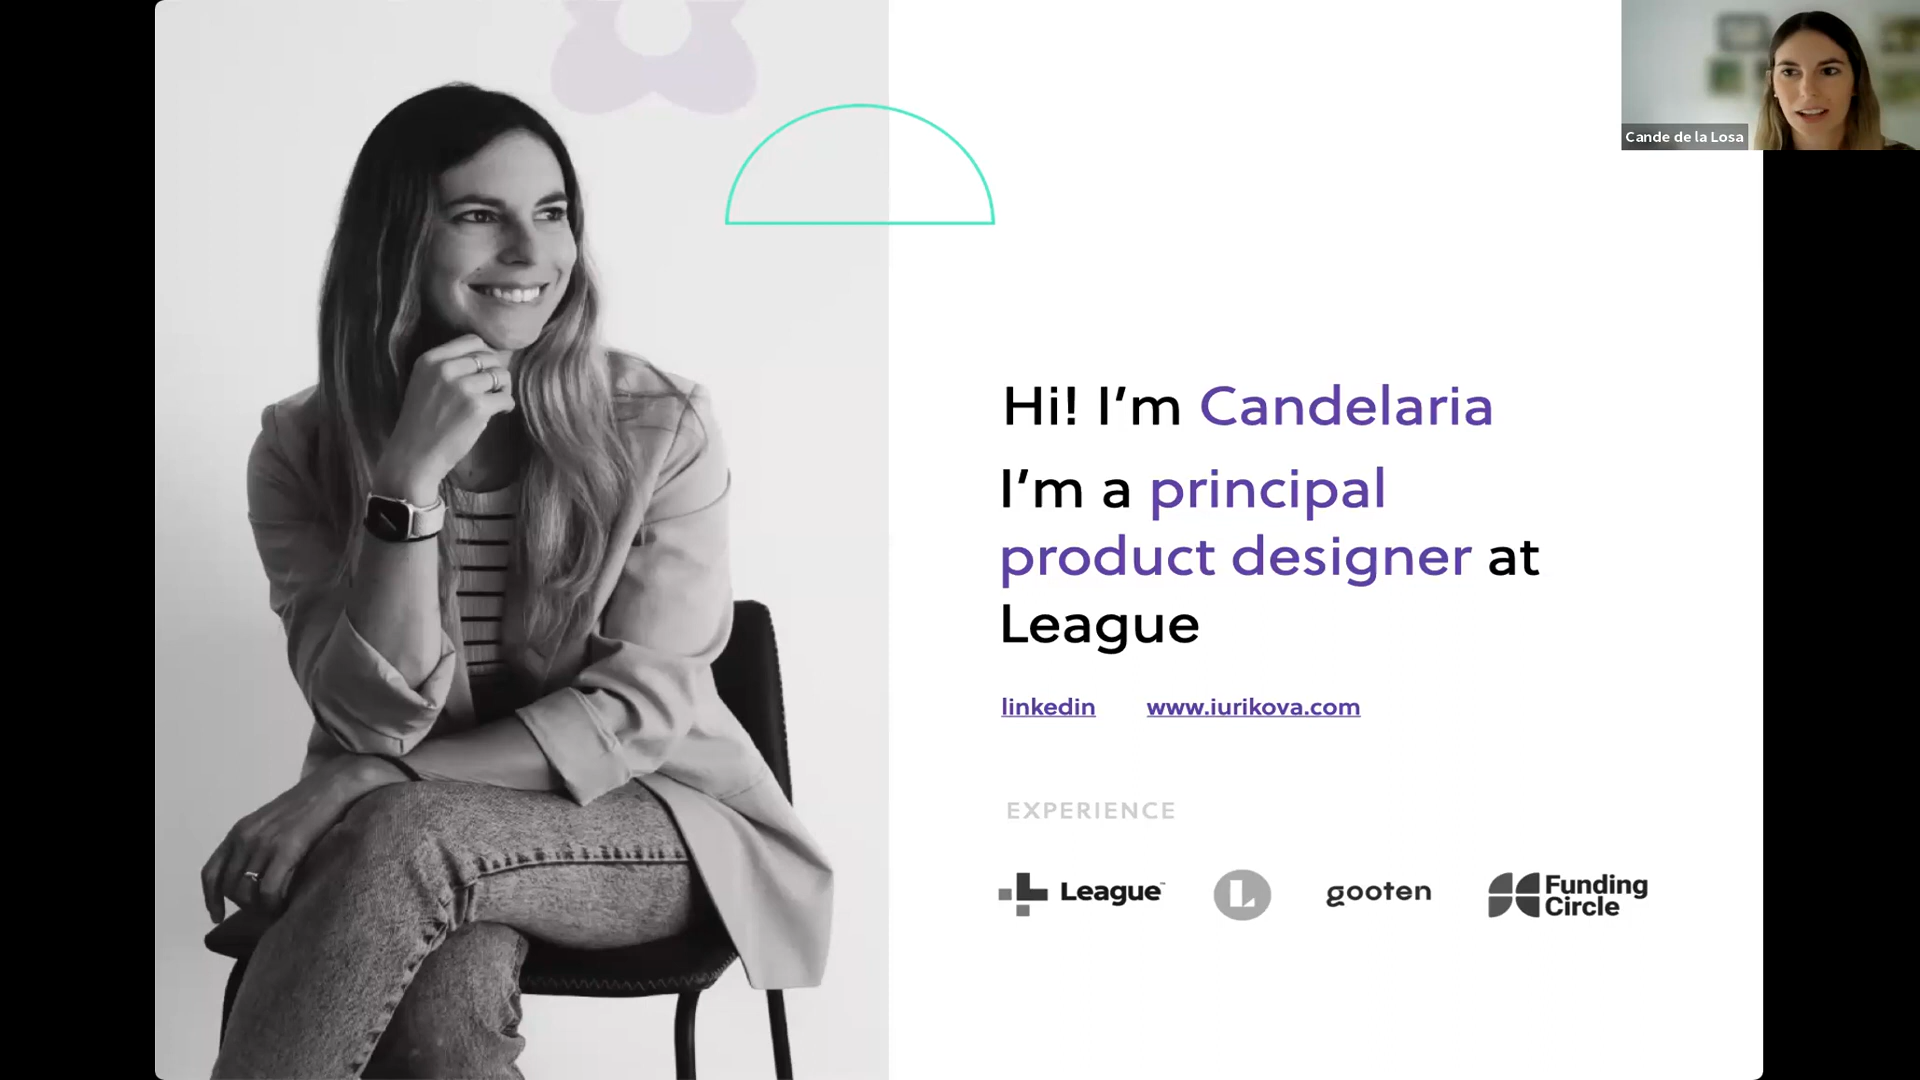 Cande de la Losa
Hi! I’m Candelaria
I’m a principal
product designer at
League
linkedin www.iurikova.com
EXPERIENCE
League™ L gooten Funding
Circle